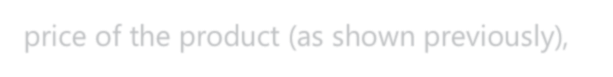 price of the product (as shown previously),